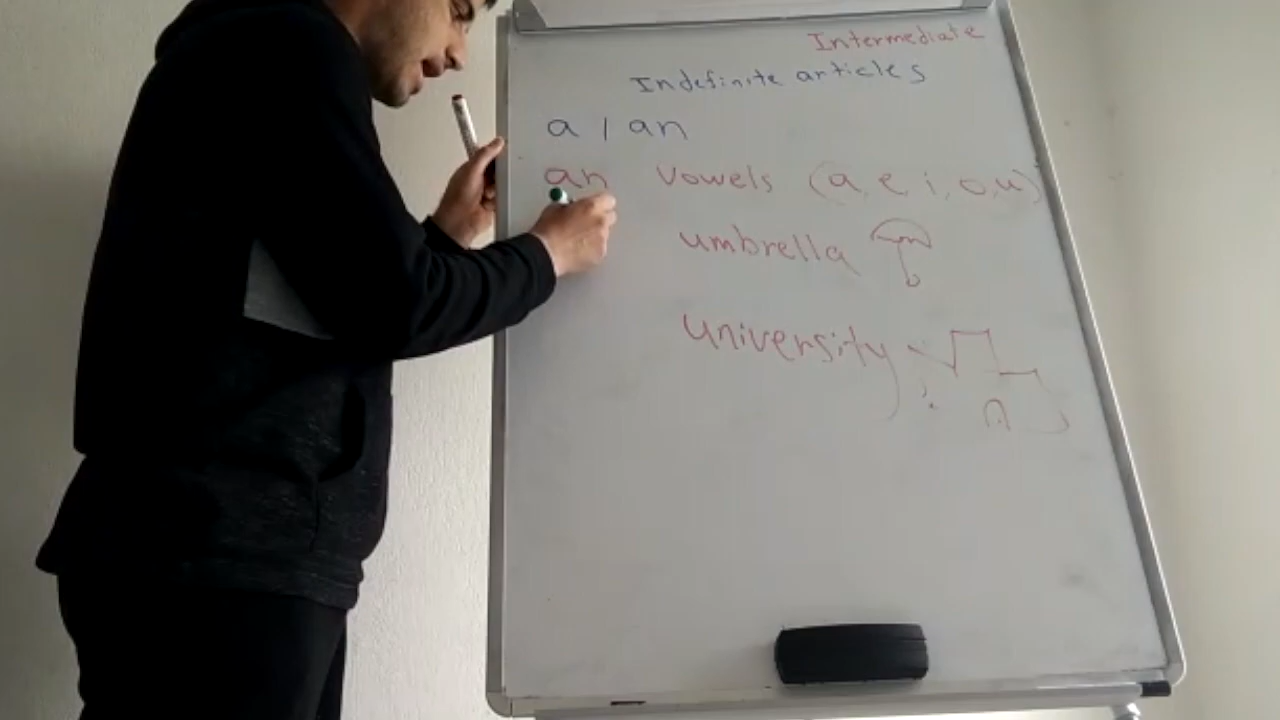 Intermediate
Indefinite articles
a / an
an vowels (a, e, i, o, u)
umbrella
university